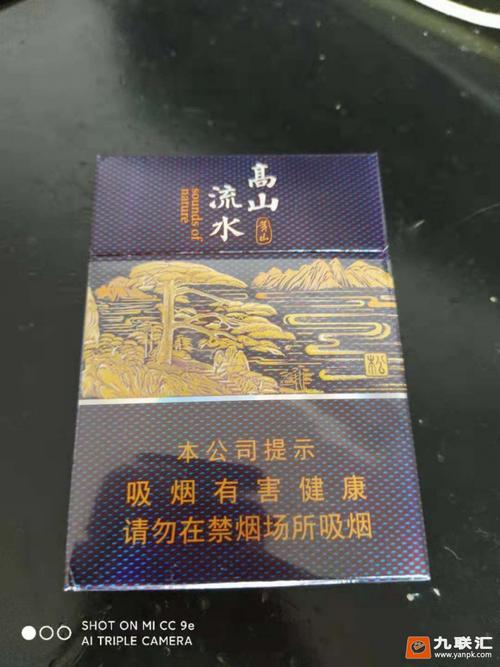 高山
流水
黄山
sounds of
nature
松
本公司提示
吸烟有害健康
请勿在禁烟场所吸烟
SHOT ON MI CC 9e
AI TRIPLE CAMERA
九联汇
www.yanpk.com